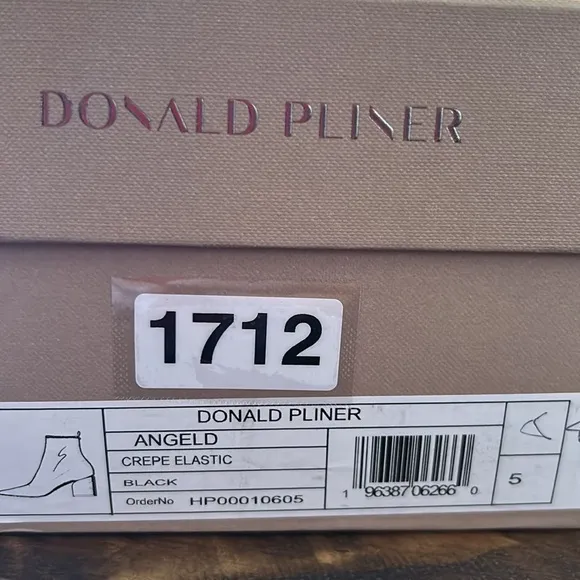 DONALD PLINER
1712
DONALD PLINER
ANGELD
CREPE ELASTIC
BLACK
OrderNo HP00010605
1 96387 06266 0
5